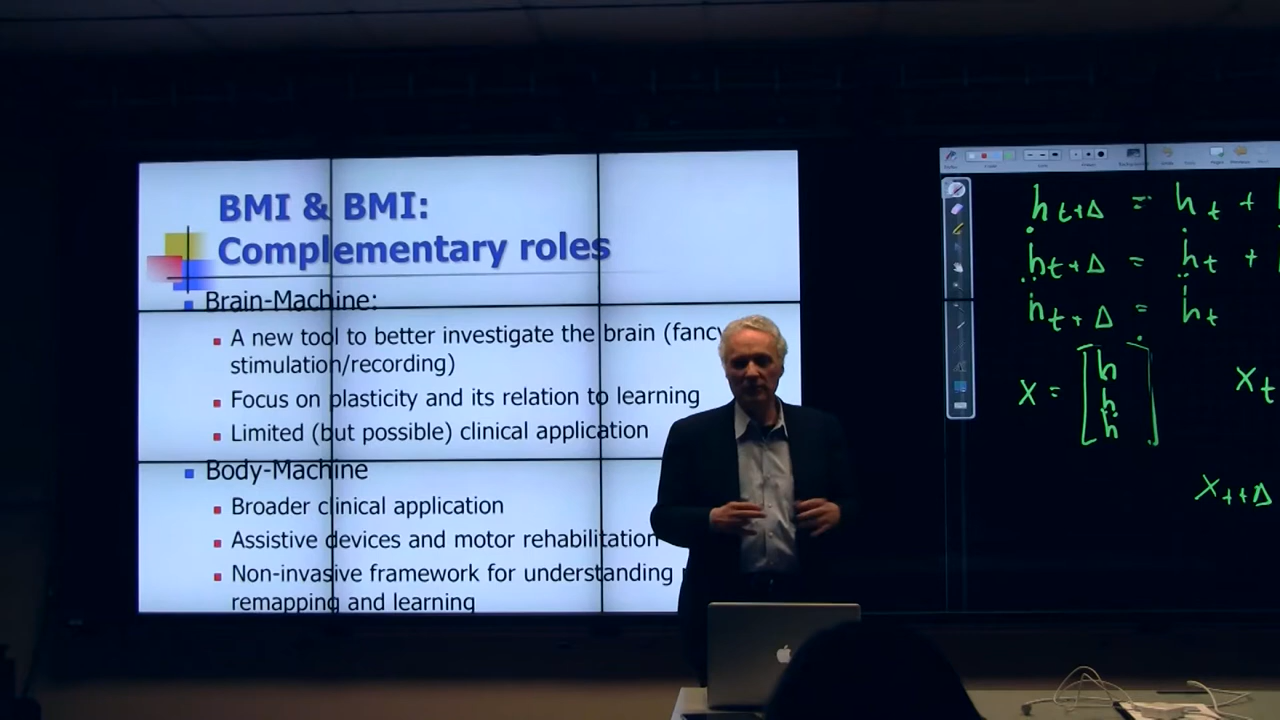 BMI & BMI:
Complementary roles
Brain-Machine:
A new tool to better investigate the brain (fancy
stimulation/recording)
Focus on plasticity and its relation to learning
Limited (but possible) clinical application
Body-Machine
Broader clinical application
Assistive devices and motor rehabilitation
Non-invasive framework for understanding
remapping and learning
h t+Δ = h t +
ḣ t+Δ = ḣ t +
ḧ t+Δ = ḧ t
x = [h ḣ ḧ]
x t
x t+Δ